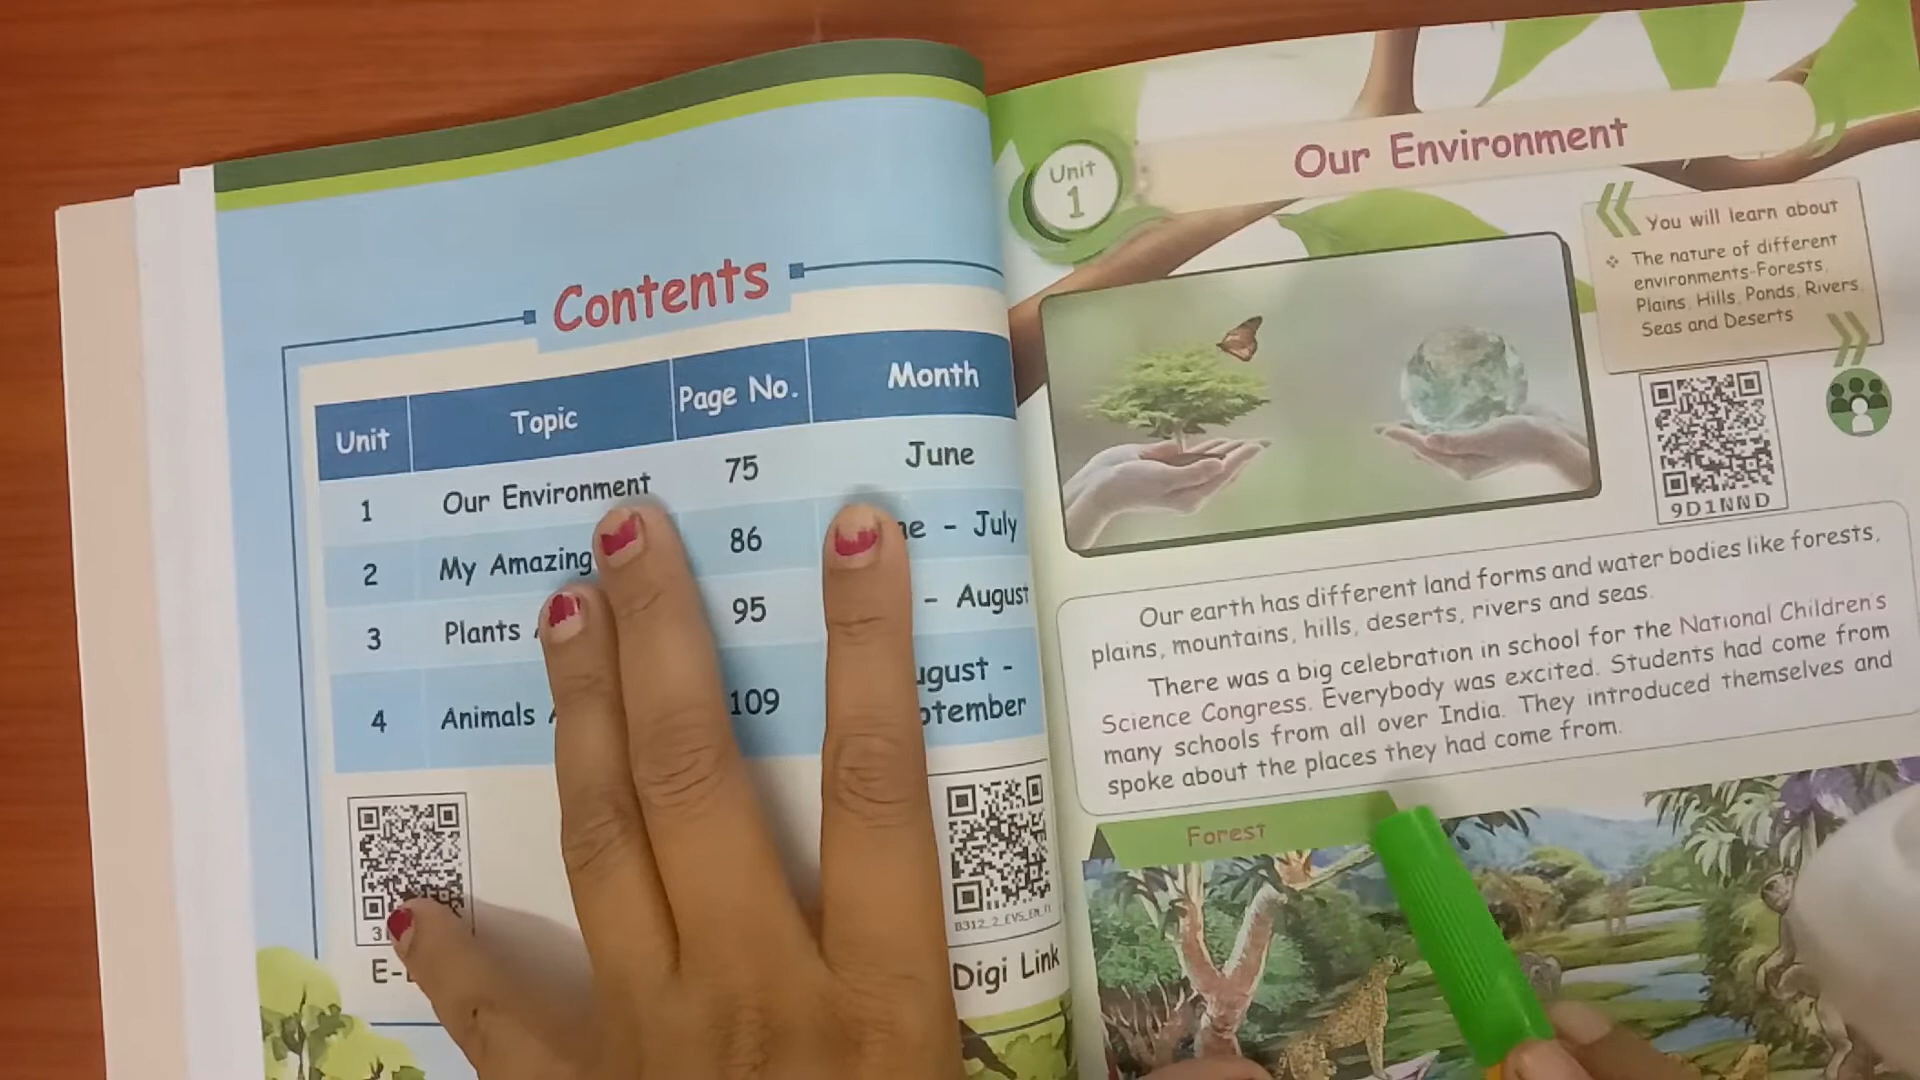 Contents
Unit Topic Page No. Month
1 Our Environment 75 June
2 My Amazing 86 - July
3 Plants 95 - August
4 Animals 109 -
E-
B312_2_EVS_EM_T1
Digi Link
Unit
1
Our Environment
You will learn about
❖ The nature of different
environments-Forests,
Plains, Hills, Ponds, Rivers,
Seas and Deserts
9D1NND
Our earth has different land forms and water bodies like forests,
plains, mountains, hills, deserts, rivers and seas.
There was a big celebration in school for the National Children's
Science Congress. Everybody was excited. Students had come from
many schools from all over India. They introduced themselves and
spoke about the places they had come from.
Forest